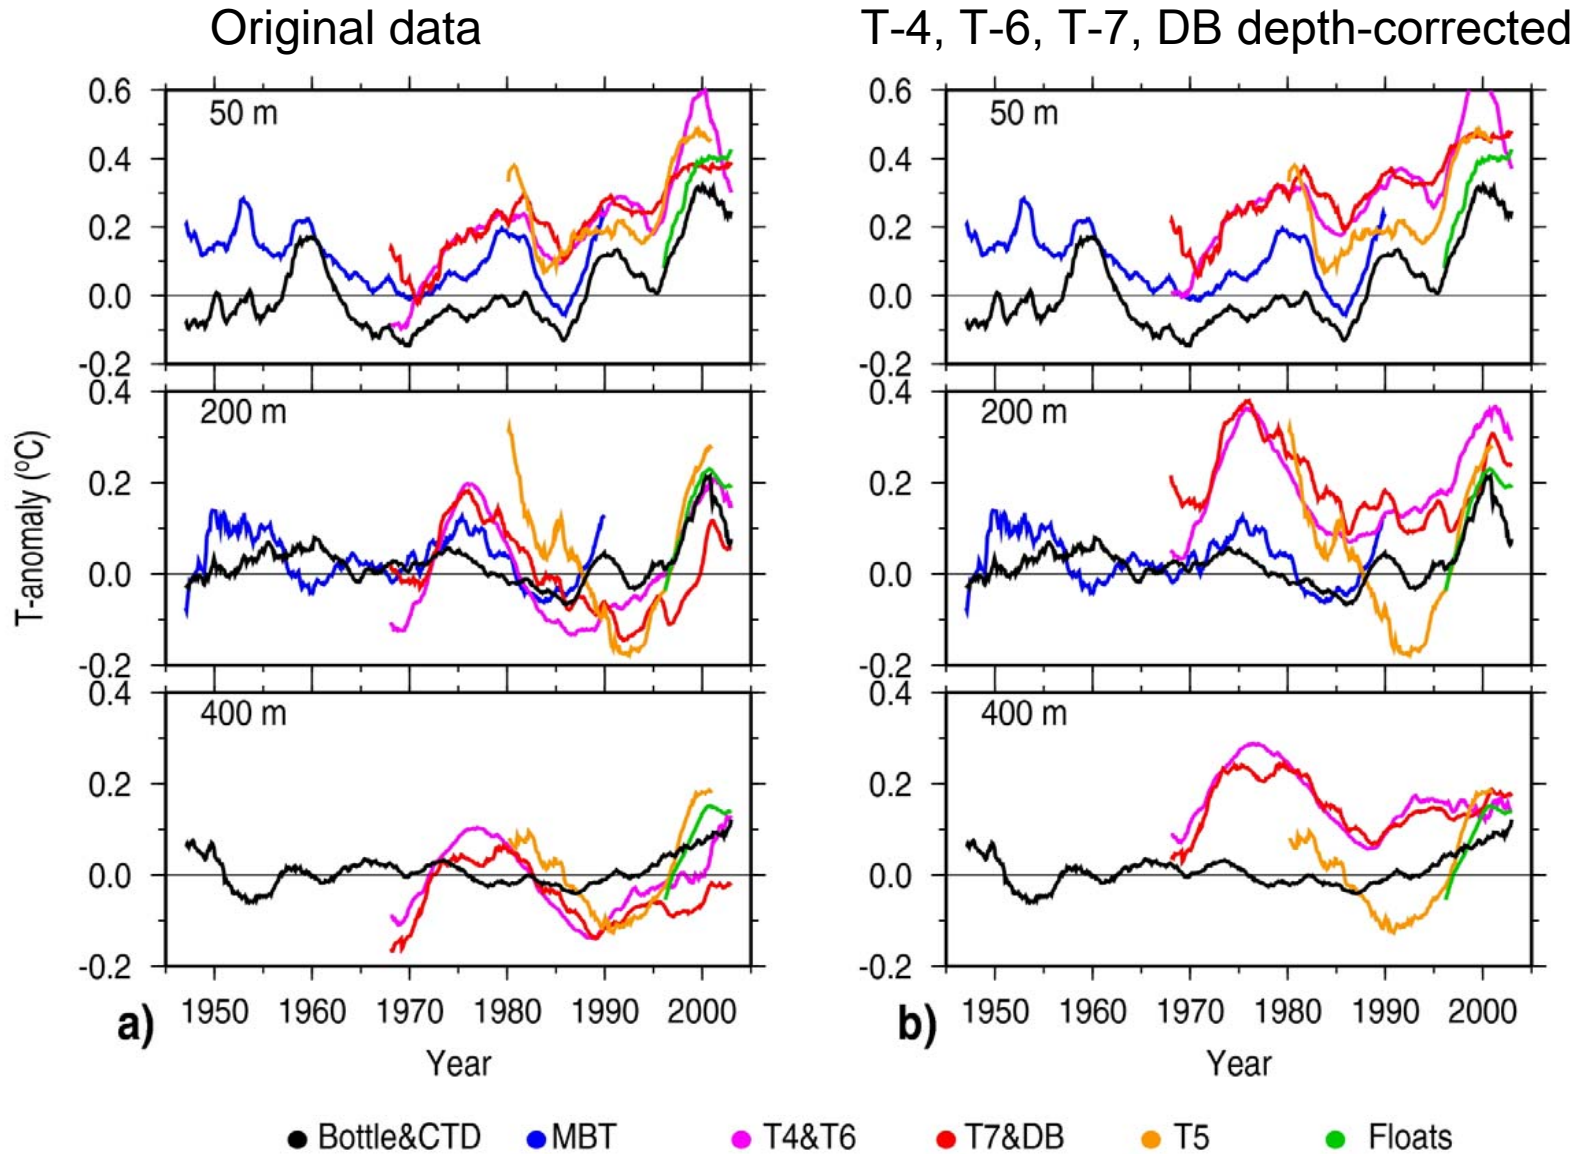 Original data
T-4, T-6, T-7, DB depth-corrected
T-anomaly (ºC)
50 m
0.6
0.4
0.2
0.0
-0.2
200 m
0.4
0.2
0.0
-0.2
400 m
0.4
0.2
0.0
-0.2
1950 1960 1970 1980 1990 2000
a)
Year
50 m
0.6
0.4
0.2
0.0
-0.2
200 m
0.4
0.2
0.0
-0.2
400 m
0.4
0.2
0.0
-0.2
1950 1960 1970 1980 1990 2000
b)
Year
Bottle&CTD MBT T4&T6 T7&DB T5 Floats